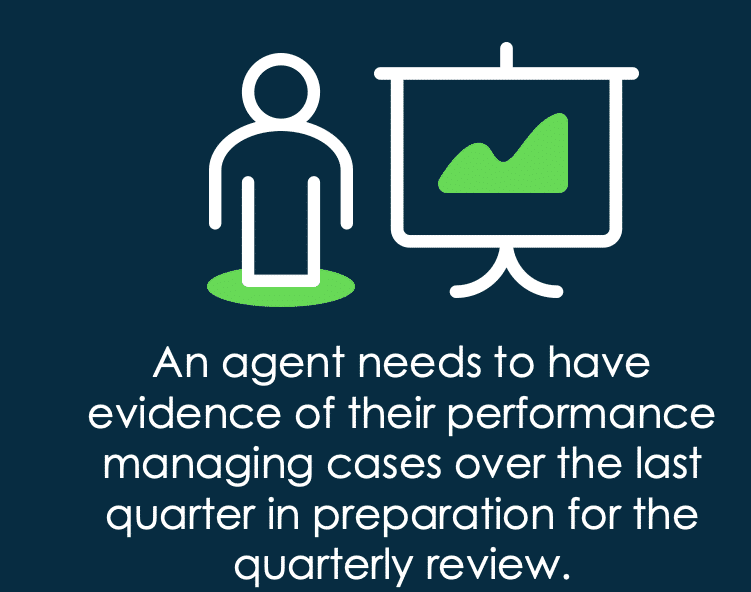 An agent needs to have
evidence of their performance
managing cases over the last
quarter in preparation for the
quarterly review.